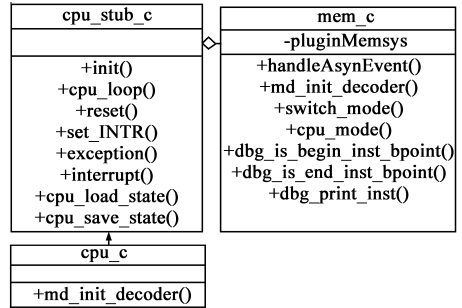 cpu_stub_c
+init()
+cpu_loop()
+reset()
+set_INTR()
+exception()
+interrupt()
+cpu_load_state()
+cpu_save_state()
mem_c
-pluginMemsys
+handleAsynEvent()
+md_init_decoder()
+switch_mode()
+cpu_mode()
+dbg_is_begin_inst_bpoint()
+dbg_is_end_inst_bpoint()
+dbg_print_inst()
cpu_c
+md_init_decoder()